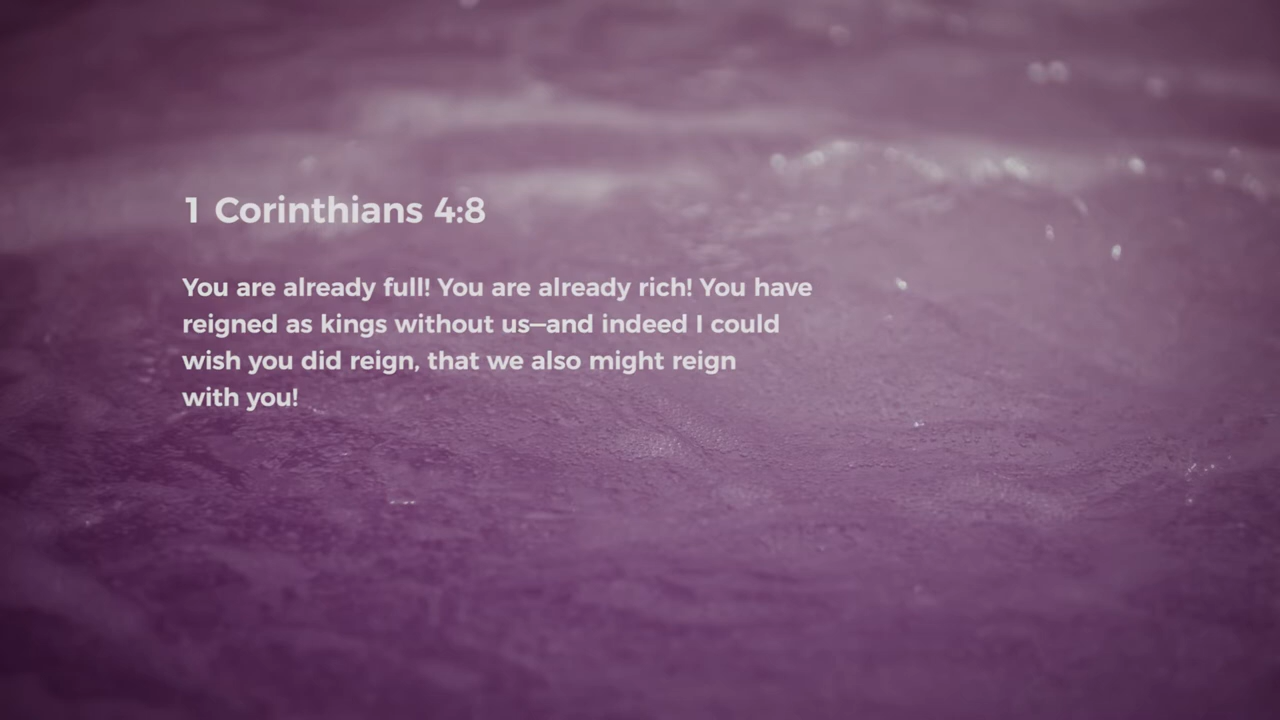 1 Corinthians 4:8
You are already full! You are already rich! You have
reigned as kings without us—and indeed I could
wish you did reign, that we also might reign
with you!